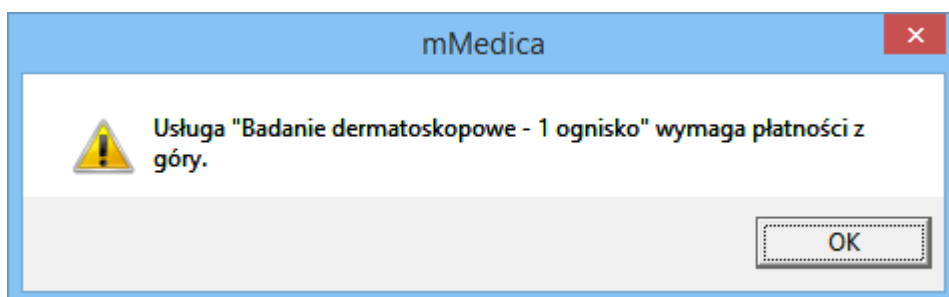 mMedica
Usługa "Badanie dermatoskopowe - 1 ognisko" wymaga płatności z
góry.
OK